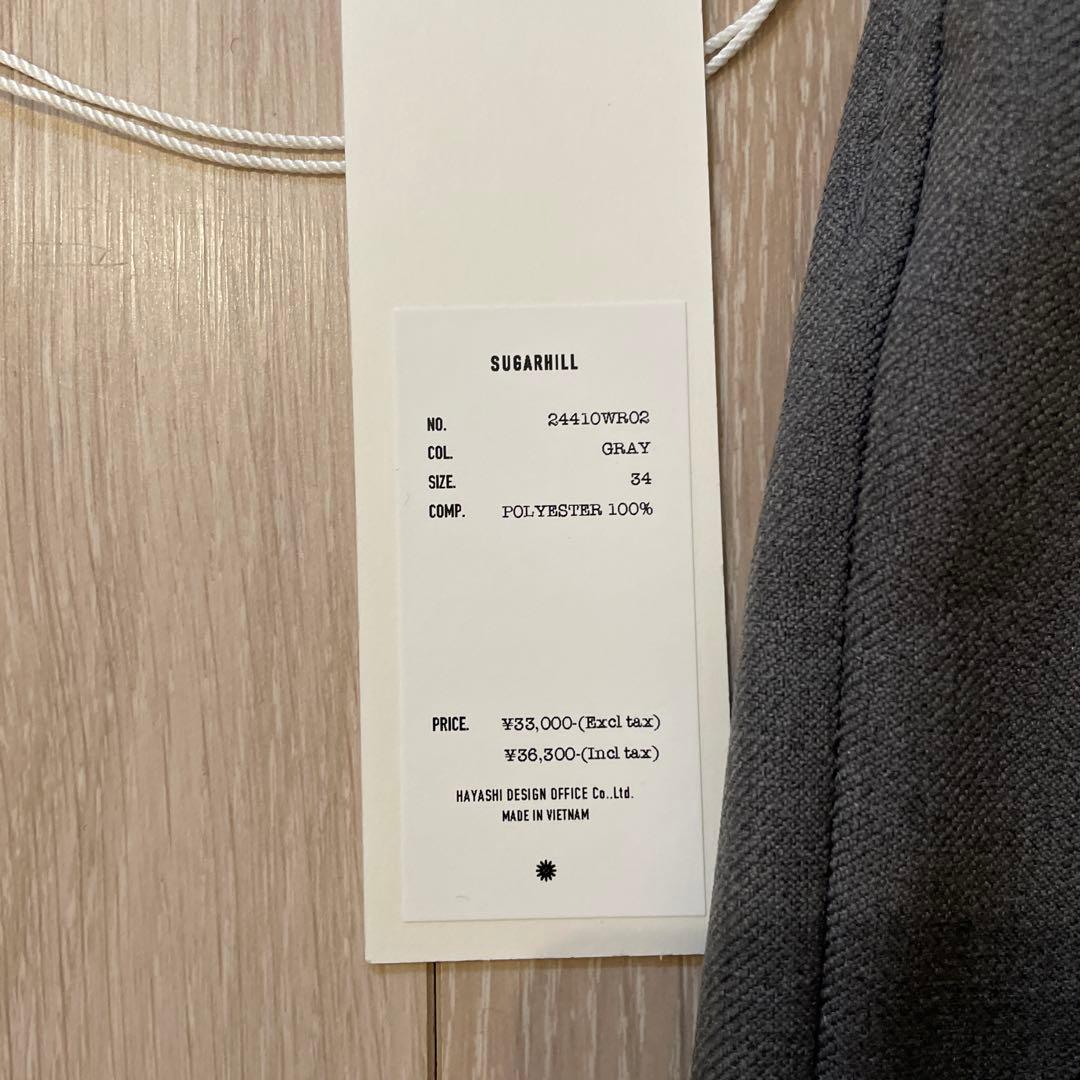 SUGARHILL
NO. 24410WR02
COL. GRAY
SIZE. 34
COMP. POLYESTER 100%
PRICE. ¥33,000-(Excl tax)
¥36,300-(Incl tax)
HAYASHI DESIGN OFFICE Co.,Ltd.
MADE IN VIETNAM